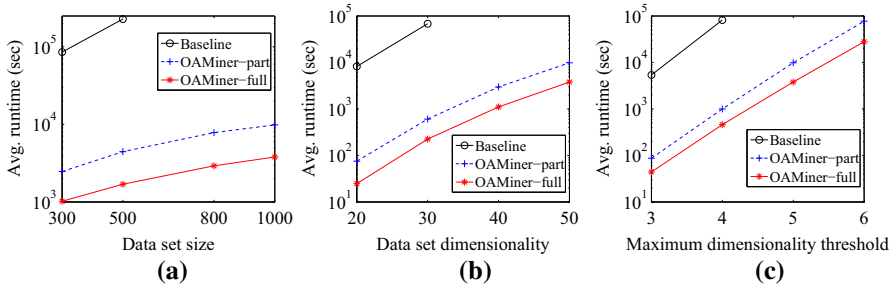 10^5
10^4
10^3
300
500
800
1000
Avg. runtime (sec)
Data set size
Baseline
OAMiner−part
OAMiner−full
(a)
10^5
10^4
10^3
10^2
10^1
20
30
40
50
Avg. runtime (sec)
Data set dimensionality
Baseline
OAMiner−part
OAMiner−full
(b)
10^5
10^4
10^3
10^2
10^1
3
4
5
6
Avg. runtime (sec)
Maximum dimensionality threshold
Baseline
OAMiner−part
OAMiner−full
(c)